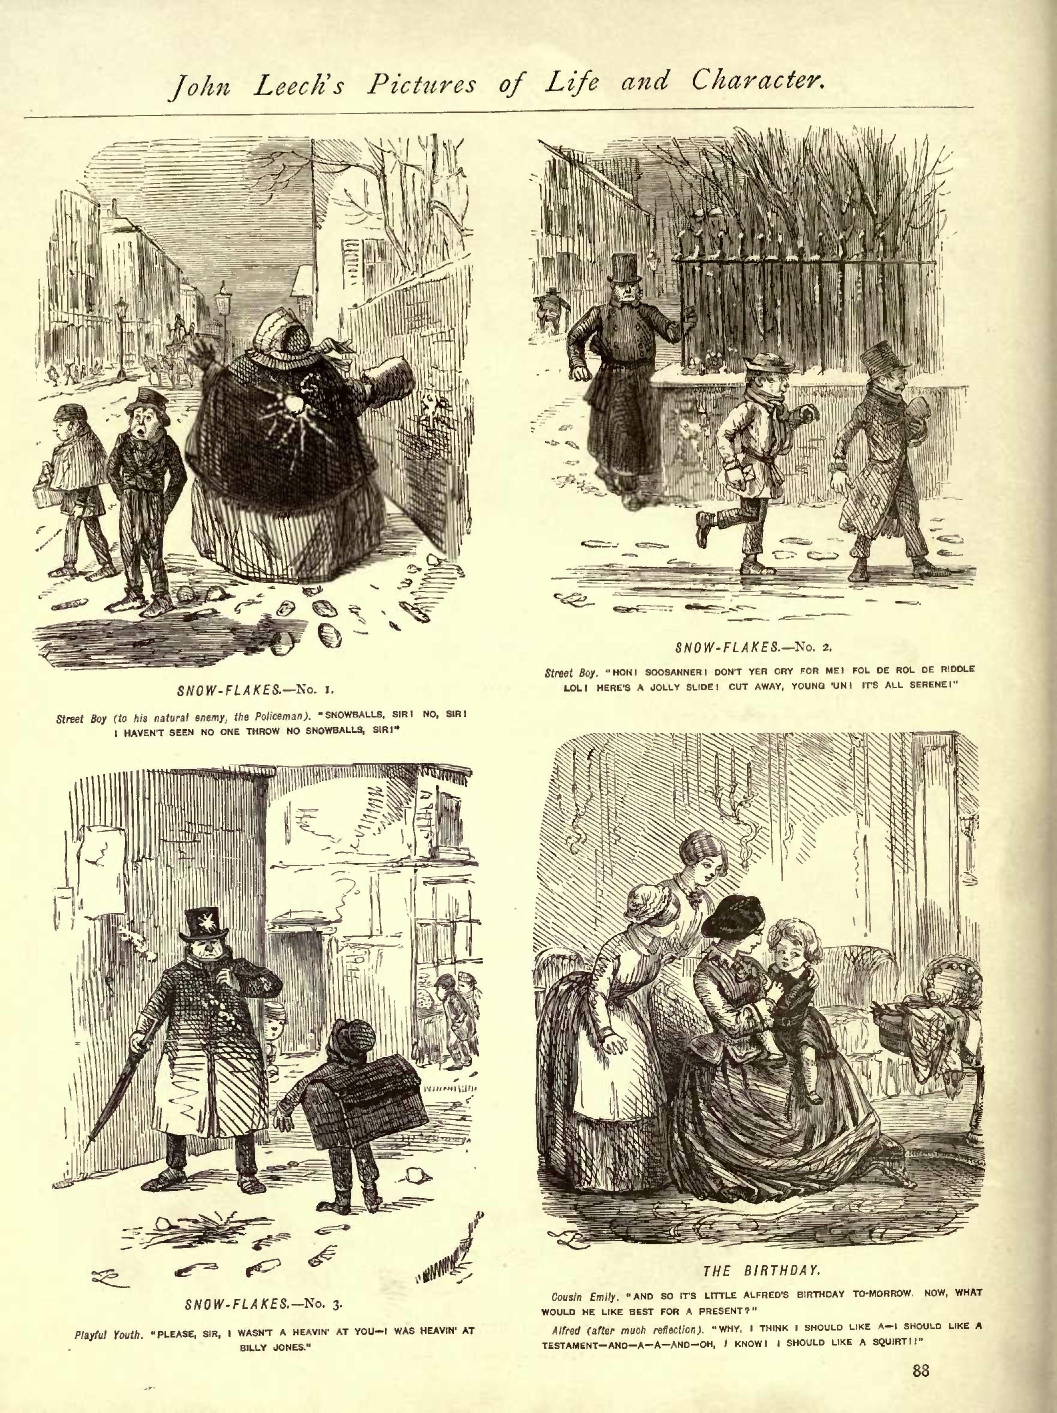 John Leech's Pictures of Life and Character.
SNOW-FLAKES.—No. 1.
Street Boy (to his natural enemy, the Policeman). "SNOWBALLS, SIR! NO, SIR!
I HAVEN'T SEEN NO ONE THROW NO SNOWBALLS, SIR!"
SNOW-FLAKES.—No. 2.
Street Boy. "HON! SOOSANNER! DON'T YER CRY FOR ME! FOL DE ROL DE RIDDLE
LOL! HERE'S A JOLLY SLIDE! CUT AWAY, YOUNG 'UN! IT'S ALL SERENE!"
SNOW-FLAKES.—No. 3.
Playful Youth. "PLEASE, SIR, I WASN'T A HEAVIN' AT YOU—I WAS HEAVIN' AT
BILLY JONES."
THE BIRTHDAY.
Cousin Emily. "AND SO IT'S LITTLE ALFRED'S BIRTHDAY TO-MORROW. NOW, WHAT
WOULD HE LIKE BEST FOR A PRESENT?"
Alfred (after much reflection). "WHY, I THINK I SHOULD LIKE A—I SHOULD LIKE A
TESTAMENT—AND—A—A—AND—OH, I KNOW! I SHOULD LIKE A SQUIRT!!"
88